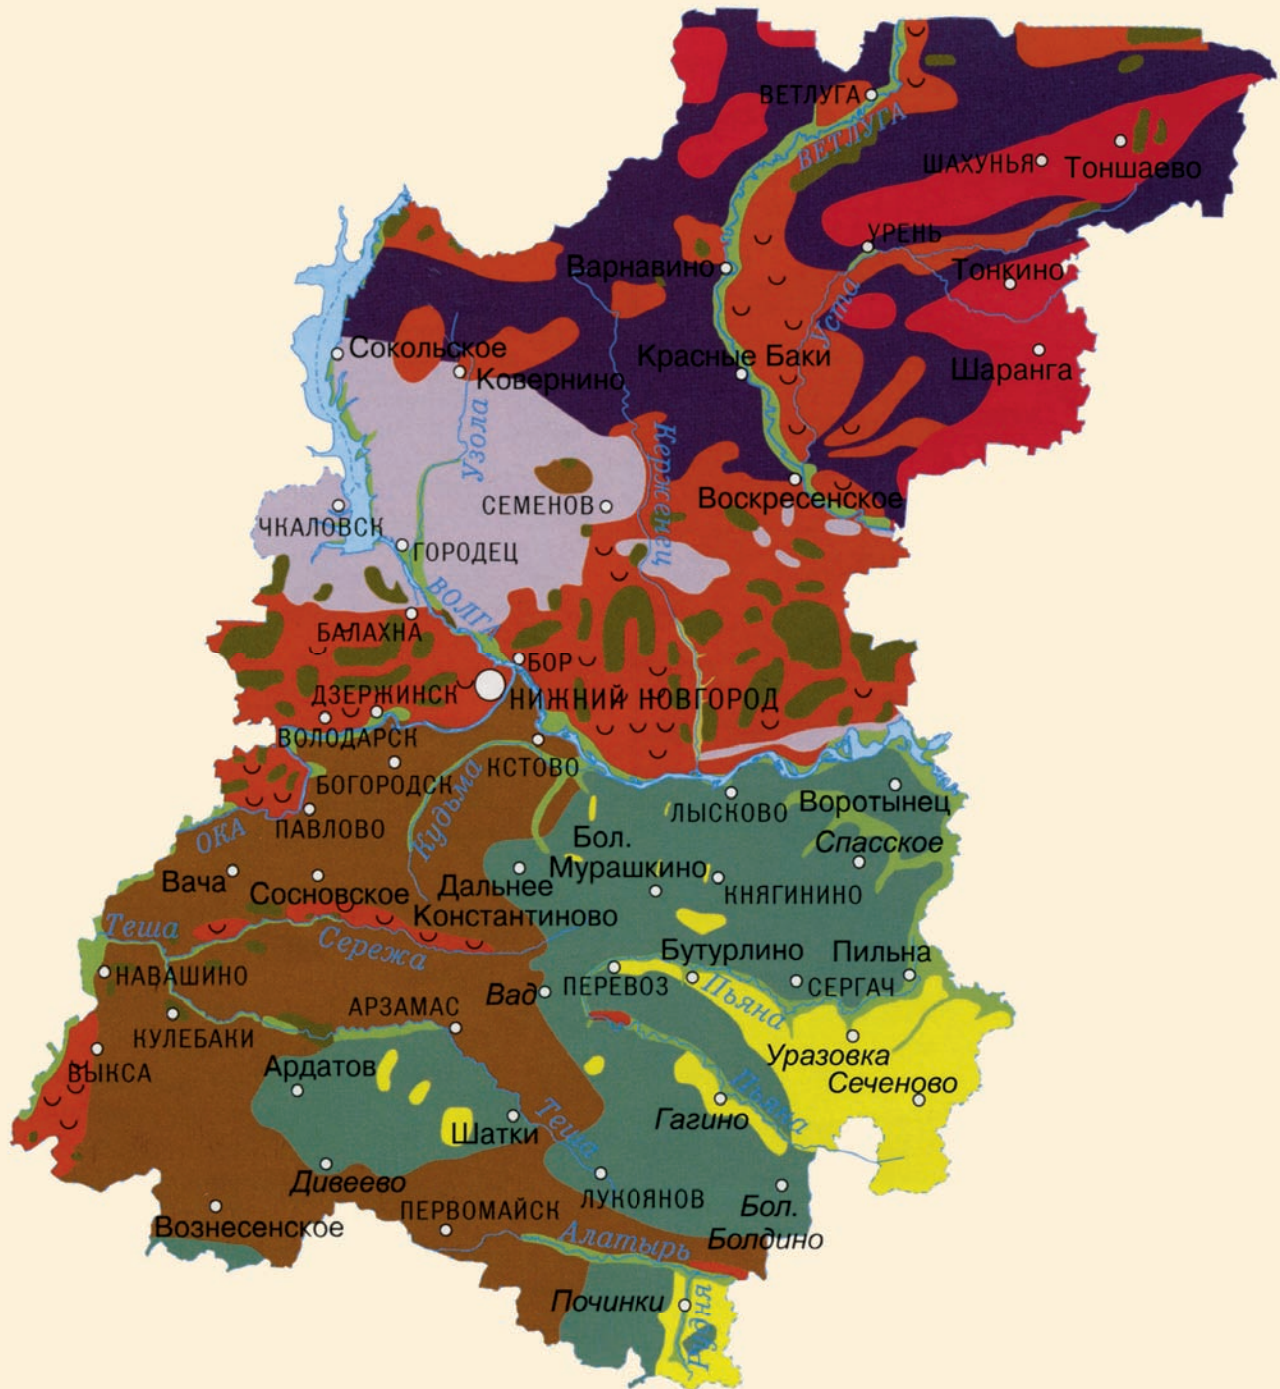 ВЕТЛУГА
ВЕТЛУГА
ШАХУНЬЯ
Тоншаево
УРЕНЬ
Варнавино
Тонкино
Уста
Сокольское
Красные Баки
Шаранга
Ковернино
Узола
Керженец
СЕМЕНОВ
Воскресенское
ЧКАЛОВСК
ГОРОДЕЦ
ВОЛГА
БАЛАХНА
БОР
ДЗЕРЖИНСК
НИЖНИЙ НОВГОРОД
ВОЛОДАРСК
КСТОВО
БОГОРОДСК
Кудьма
ЛЫСКОВО
Воротынец
ПАВЛОВО
ОКА
Бол.
Мурашкино
Спасское
Вача
Сосновское
Дальнее
Константиново
КНЯГИНИНО
Теша
Сережа
Бутурлино
Пильна
НАВАШИНО
Вад
ПЕРЕВОЗ
СЕРГАЧ
Пьяна
АРЗАМАС
КУЛЕБАКИ
Уразовка
ВЫКСА
Ардатов
Сеченово
Пьяна
Гагино
Шатки
Теша
Дивеево
ЛУКОЯНОВ
Бол.
Болдино
Вознесенское
ПЕРВОМАЙСК
Алатырь
Починки
Рудня